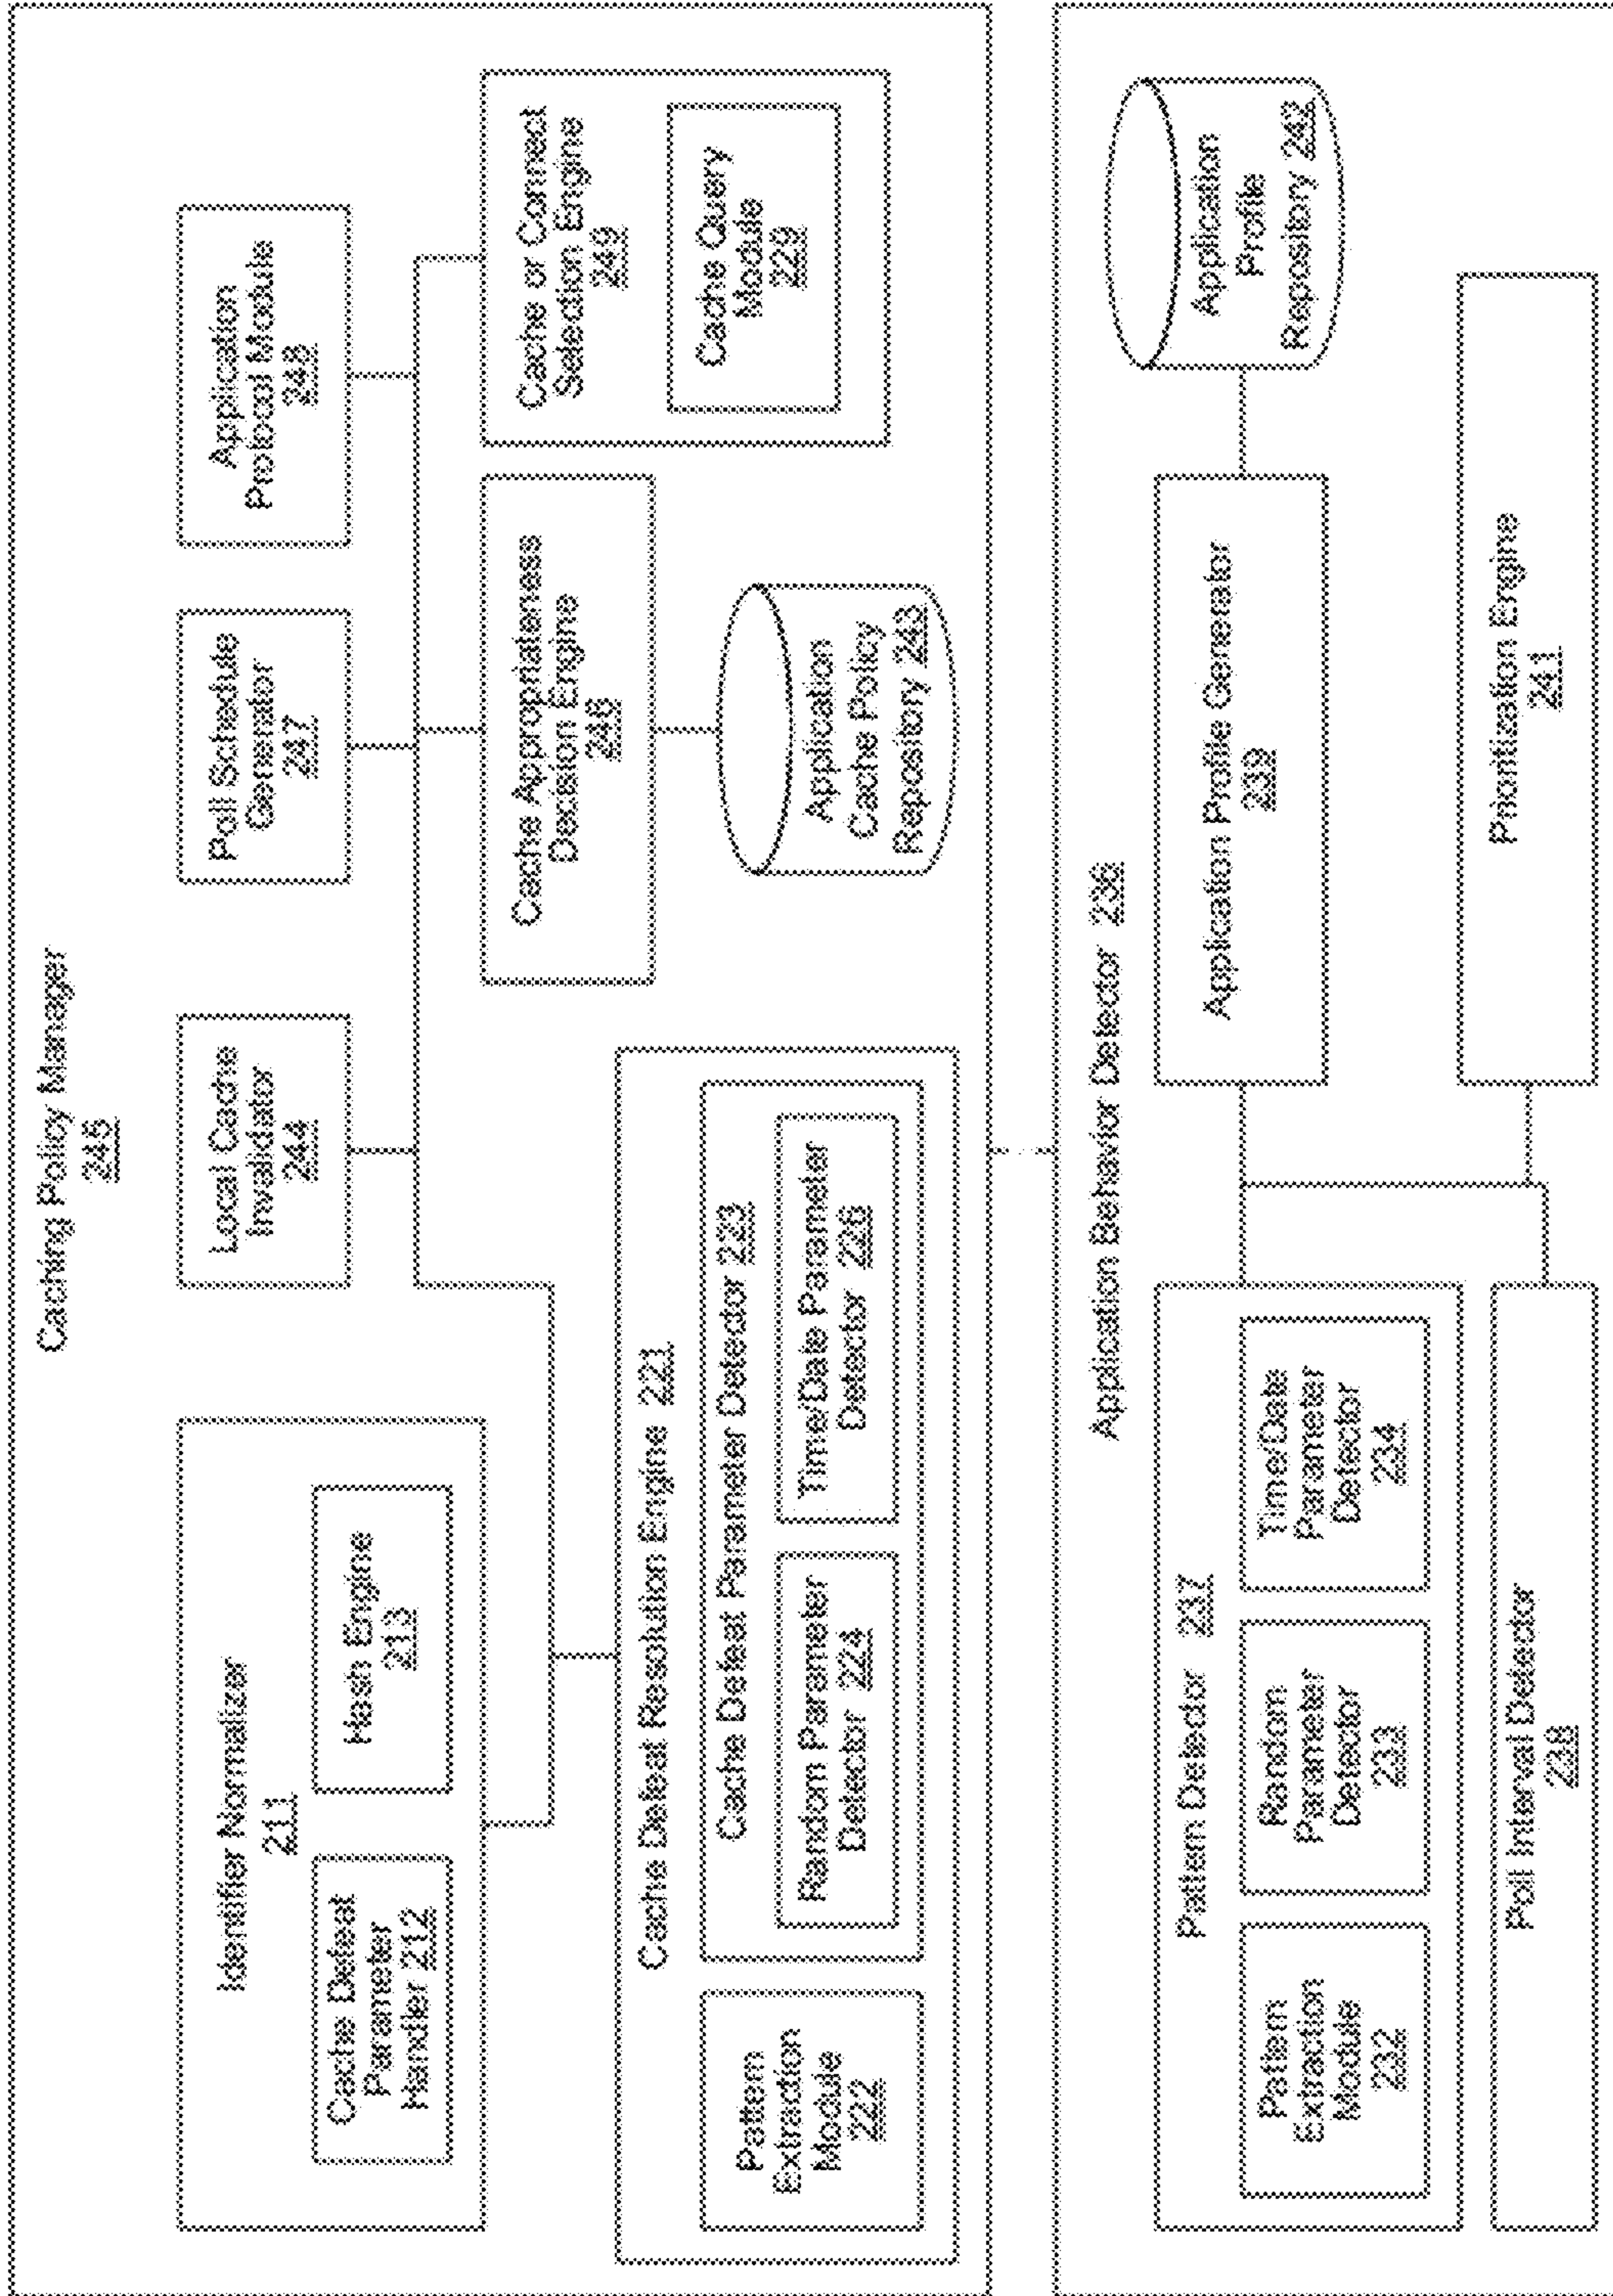 Caching Policy Manager
245
Identifier Normalizer
211
Cache Defeat
Parameter
Handler 212
Hash Engine
213
Local Cache
Invalidator
244
Poll Schedule
Generator
247
Application
Protocol Module
248
Cache Defeat Resolution Engine 221
Pattern
Extraction
Module
222
Cache Defeat Parameter Detector 223
Random Parameter
Detector 224
Time/Date Parameter
Detector 226
Cache Appropriateness
Decision Engine
246
Application
Cache Policy
Repository 243
Cache or Connect
Selection Engine
249
Cache Query
Module
229
Application Behavior Detector 236
Pattern Detector 237
Pattern
Extraction
Module
232
Random
Parameter
Detector
233
Time/Date
Parameter
Detector
234
Poll Interval Detector
238
Application Profile Generator
239
Application
Profile
Repository 242
Prioritization Engine
241